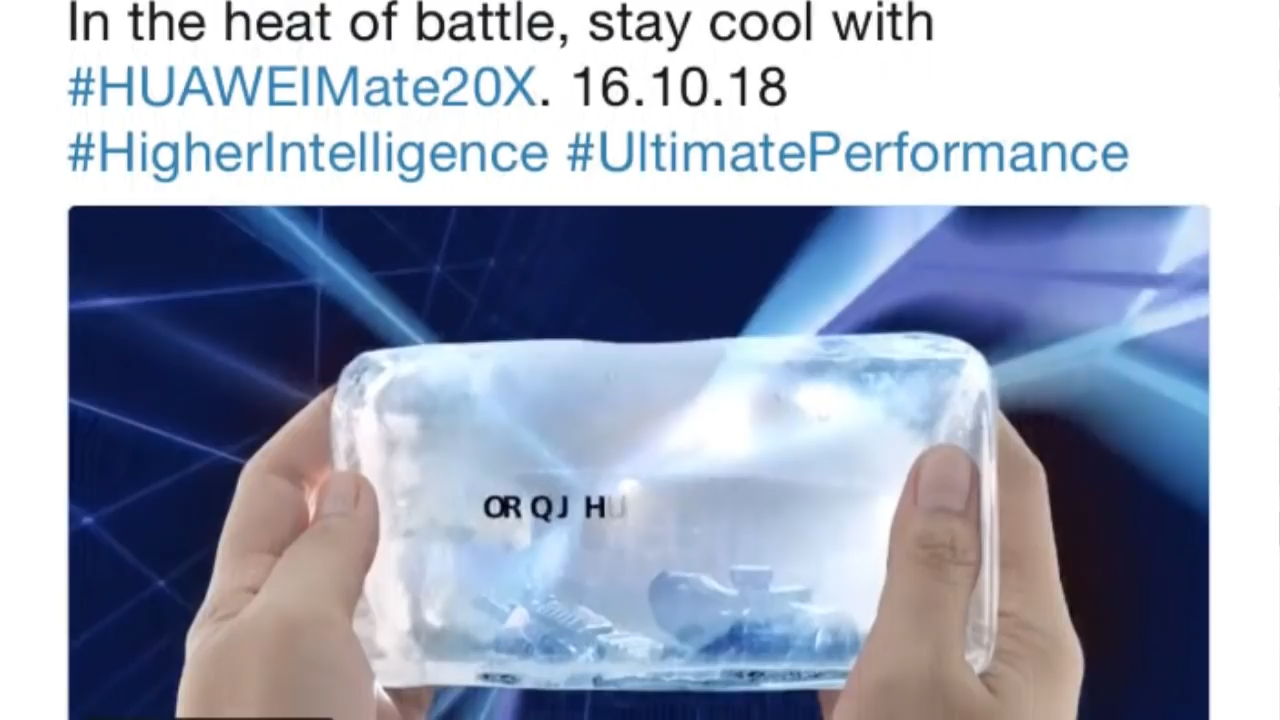 In the heat of battle, stay cool with
#HUAWEIMate20X. 16.10.18
#HigherIntelligence #UltimatePerformance
OR QJ HU